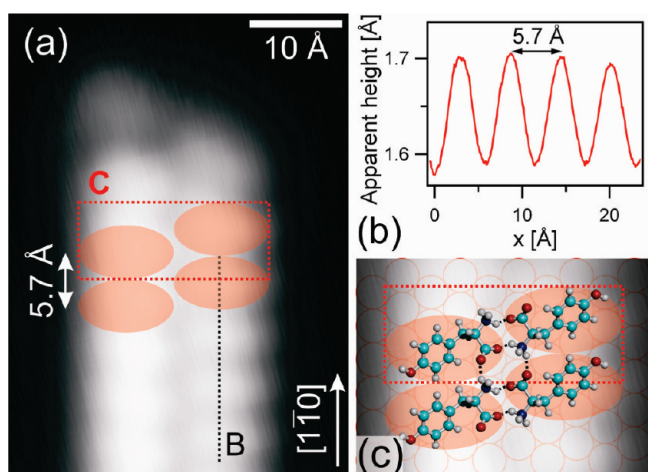 (a)
10 Å
C
5.7 Å
B
[11̅0]
Apparent height [Å]
1.7
1.6
5.7 Å
0
10
20
x [Å]
(b)
(c)